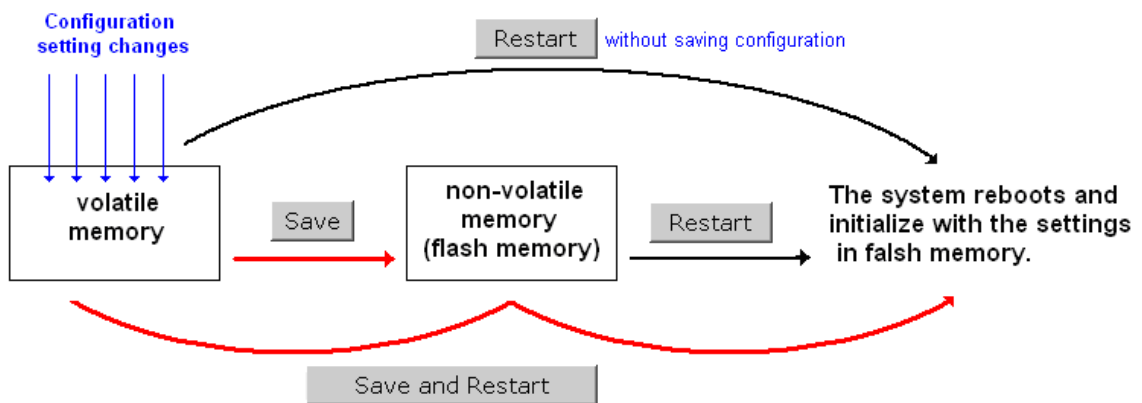 Configuration
setting changes
Restart
without saving configuration
volatile
memory
Save
non-volatile
memory
(flash memory)
Restart
The system reboots and
initialize with the settings
in falsh memory.
Save and Restart